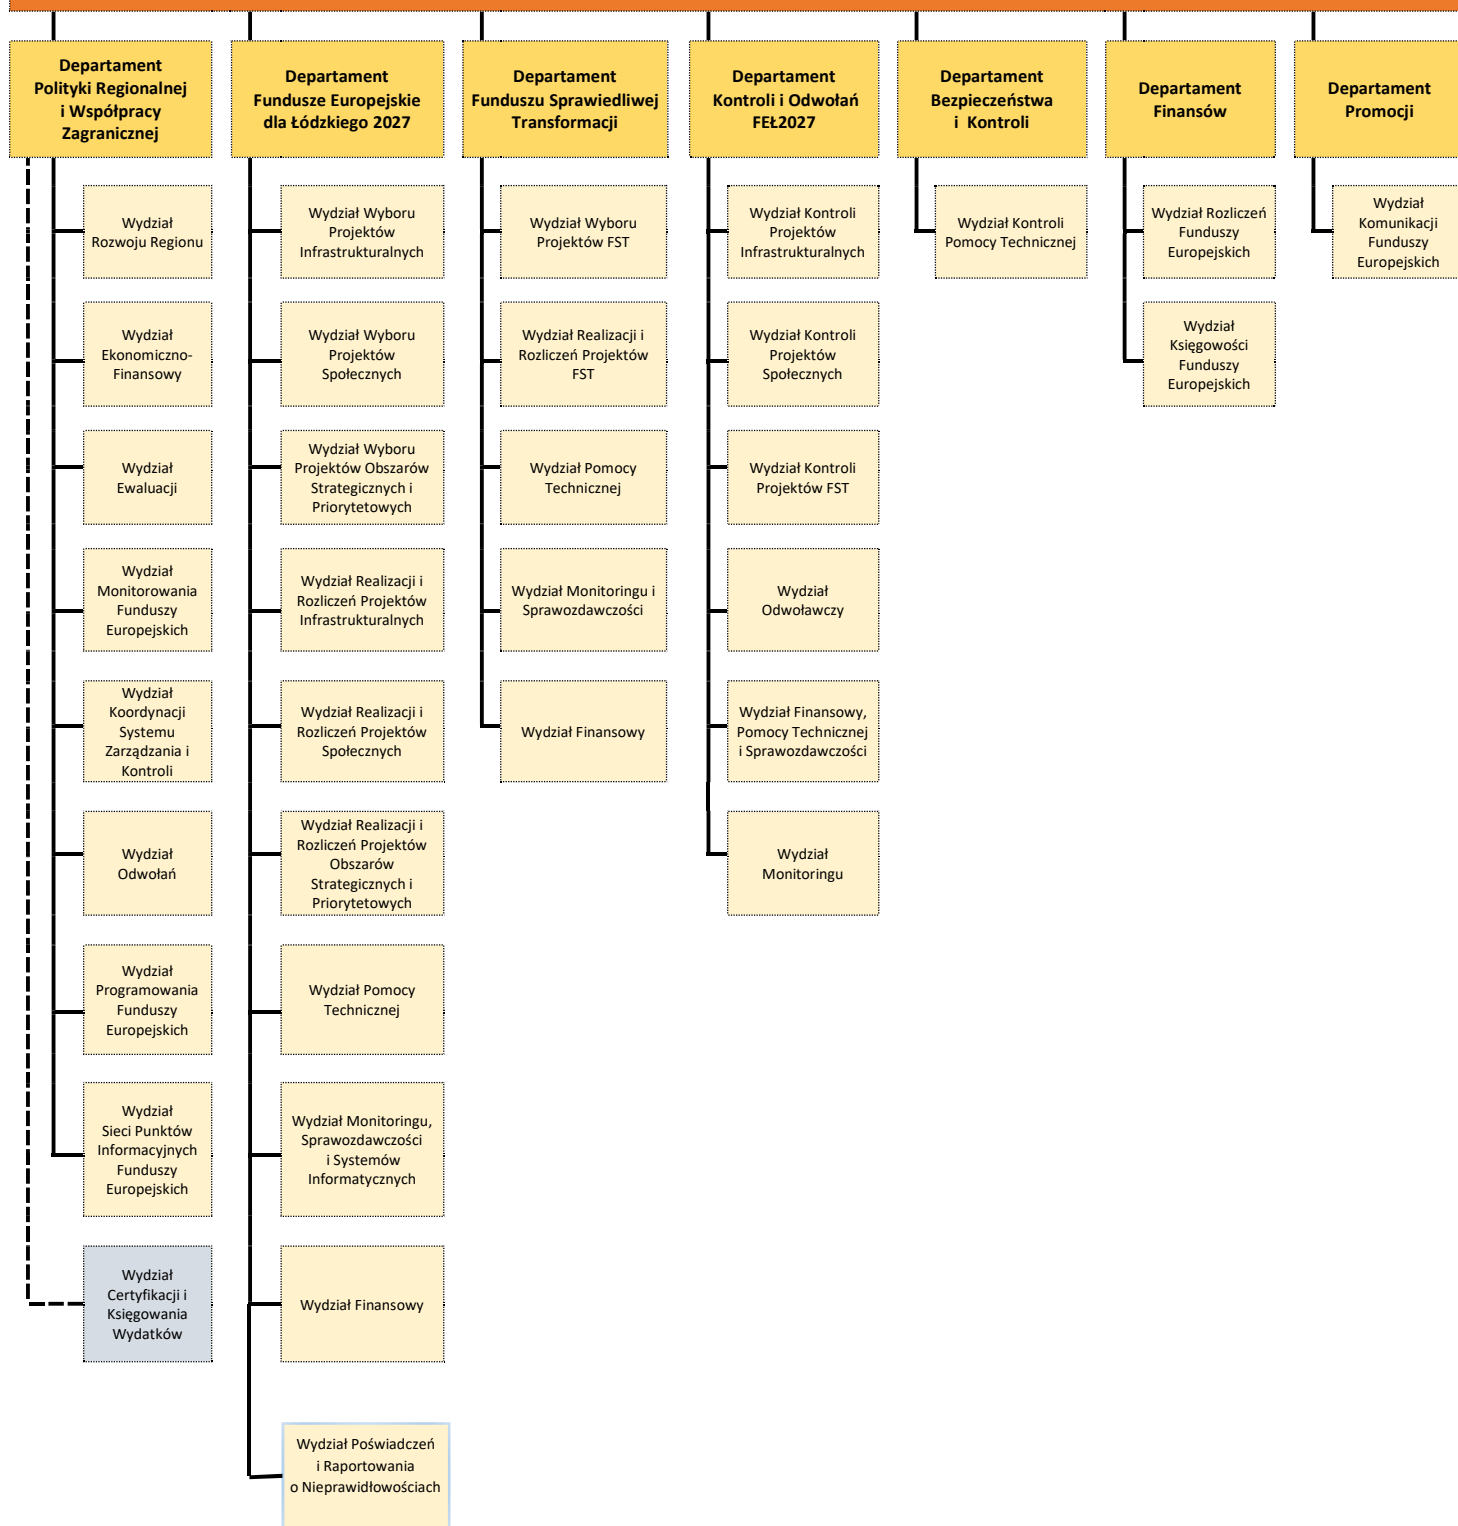 Departament
Polityki Regionalnej
i Współpracy
Zagranicznej
Departament
Fundusze Europejskie
dla Łódzkiego 2027
Departament
Funduszu Sprawiedliwej
Transformacji
Departament
Kontroli i Odwołań
FEŁ2027
Departament
Bezpieczeństwa
i Kontroli
Departament
Finansów
Departament
Promocji
Wydział
Rozwoju Regionu
Wydział
Ekonomiczno-
Finansowy
Wydział
Ewaluacji
Wydział
Monitorowania
Funduszy
Europejskich
Wydział
Koordynacji
Systemu
Zarządzania i
Kontroli
Wydział
Odwołań
Wydział
Programowania
Funduszy
Europejskich
Wydział
Sieci Punktów
Informacyjnych
Funduszy
Europejskich
Wydział
Certyfikacji i
Księgowania
Wydatków
Wydział Wyboru
Projektów
Infrastrukturalnych
Wydział Wyboru
Projektów
Społecznych
Wydział Wyboru
Projektów Obszarów
Strategicznych i
Priorytetowych
Wydział Realizacji i
Rozliczeń Projektów
Infrastrukturalnych
Wydział Realizacji i
Rozliczeń Projektów
Społecznych
Wydział Realizacji i
Rozliczeń Projektów
Obszarów
Strategicznych i
Priorytetowych
Wydział Pomocy
Technicznej
Wydział Monitoringu,
Sprawozdawczości
i Systemów
Informatycznych
Wydział Finansowy
Wydział Poświadczeń
i Raportowania
o Nieprawidłowościach
Wydział Wyboru
Projektów FST
Wydział Realizacji i
Rozliczeń Projektów
FST
Wydział Pomocy
Technicznej
Wydział Monitoringu i
Sprawozdawczości
Wydział Finansowy
Wydział Kontroli
Projektów
Infrastrukturalnych
Wydział Kontroli
Projektów
Społecznych
Wydział Kontroli
Projektów FST
Wydział
Odwoławczy
Wydział Finansowy,
Pomocy Technicznej
i Sprawozdawczości
Wydział
Monitoringu
Wydział Kontroli
Pomocy Technicznej
Wydział Rozliczeń
Funduszy
Europejskich
Wydział
Księgowości
Funduszy
Europejskich
Wydział
Komunikacji
Funduszy
Europejskich